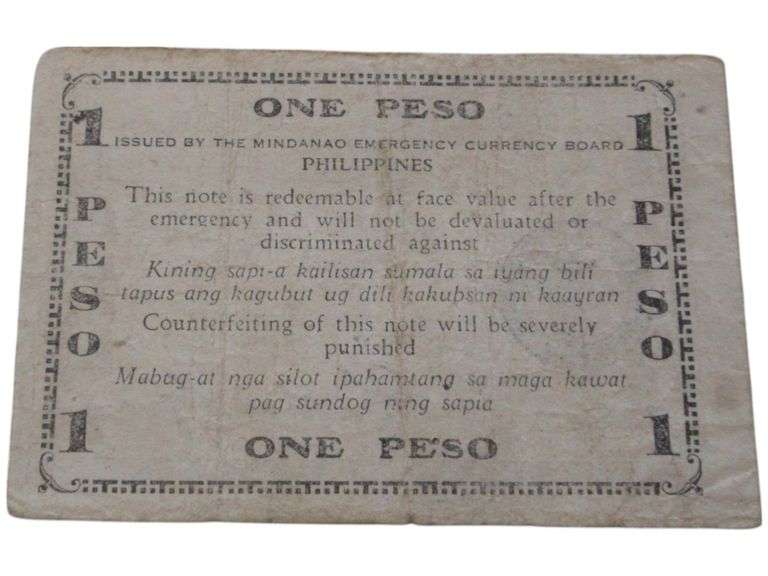 ONE PESO
1 1
ISSUED BY THE MINDANAO EMERGENCY CURRENCY BOARD
PHILIPPINES
This note is redeemable at face value after the
emergency and will not be devaluated or
discriminated against
Kining sapi-a kailisan sumala sa iyang bili
tapus ang kagubut ug dili kakubsan ni kaayran
Counterfeiting of this note will be severely
punished
Mabug-at nga silot ipahamtang sa maga kawat
pag sundog ning sapia
PESO PESO
1 1
ONE PESO